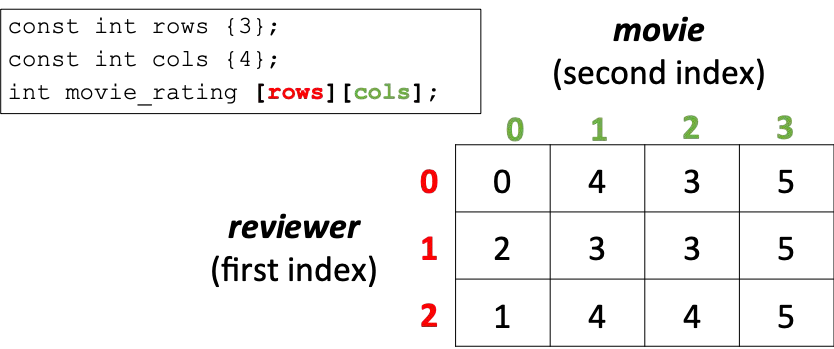 const int rows {3};
const int cols {4};
int movie_rating [rows][cols];
movie
(second index)
0 1 2 3
reviewer
(first index)
0 0 4 3 5
1 2 3 3 5
2 1 4 4 5